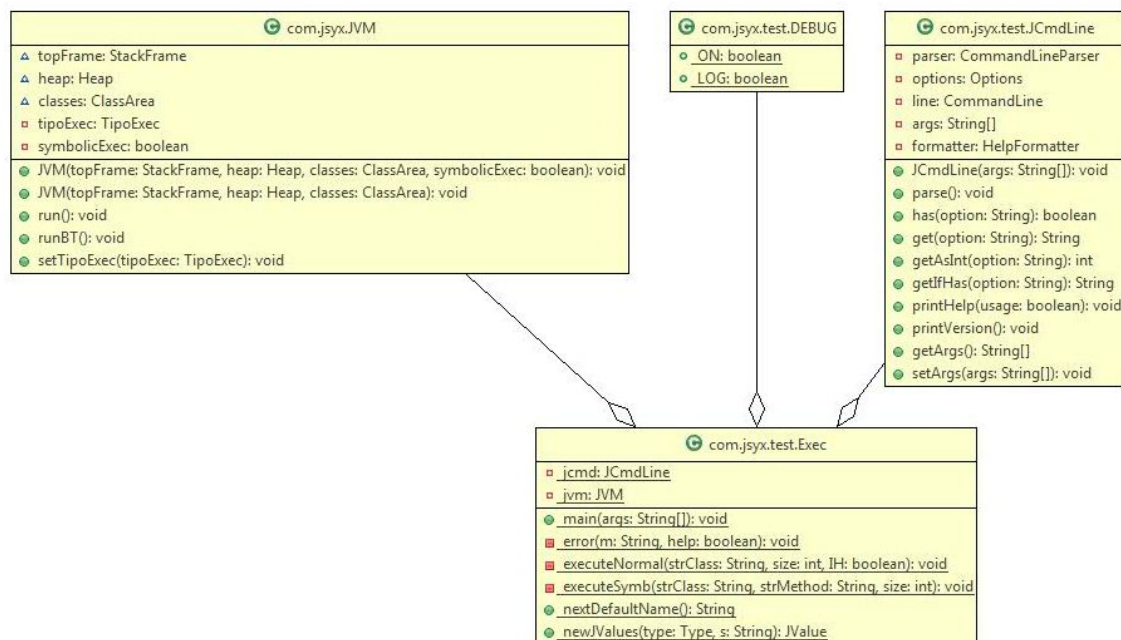 com.jsyx.JVM
topFrame: StackFrame
heap: Heap
classes: ClassArea
tipoExec: TipoExec
symbolicExec: boolean
JVM(topFrame: StackFrame, heap: Heap, classes: ClassArea, symbolicExec: boolean): void
JVM(topFrame: StackFrame, heap: Heap, classes: ClassArea): void
run(): void
runBT(): void
setTipoExec(tipoExec: TipoExec): void
com.jsyx.test.DEBUG
ON: boolean
LOG: boolean
com.jsyx.test.JCmdLine
parser: CommandLineParser
options: Options
line: CommandLine
args: String[]
formatter: HelpFormatter
JCmdLine(args: String[]): void
parse(): void
has(option: String): boolean
get(option: String): String
getAsInt(option: String): int
getIfHas(option: String): String
printHelp(usage: boolean): void
printVersion(): void
getArgs(): String[]
setArgs(args: String[]): void
com.jsyx.test.Exec
jcmd: JCmdLine
jvm: JVM
main(args: String[]): void
error(m: String, help: boolean): void
executeNormal(strClass: String, size: int, IH: boolean): void
executeSymb(strClass: String, strMethod: String, size: int): void
nextDefaultName(): String
newJValues(type: Type, s: String): JValue